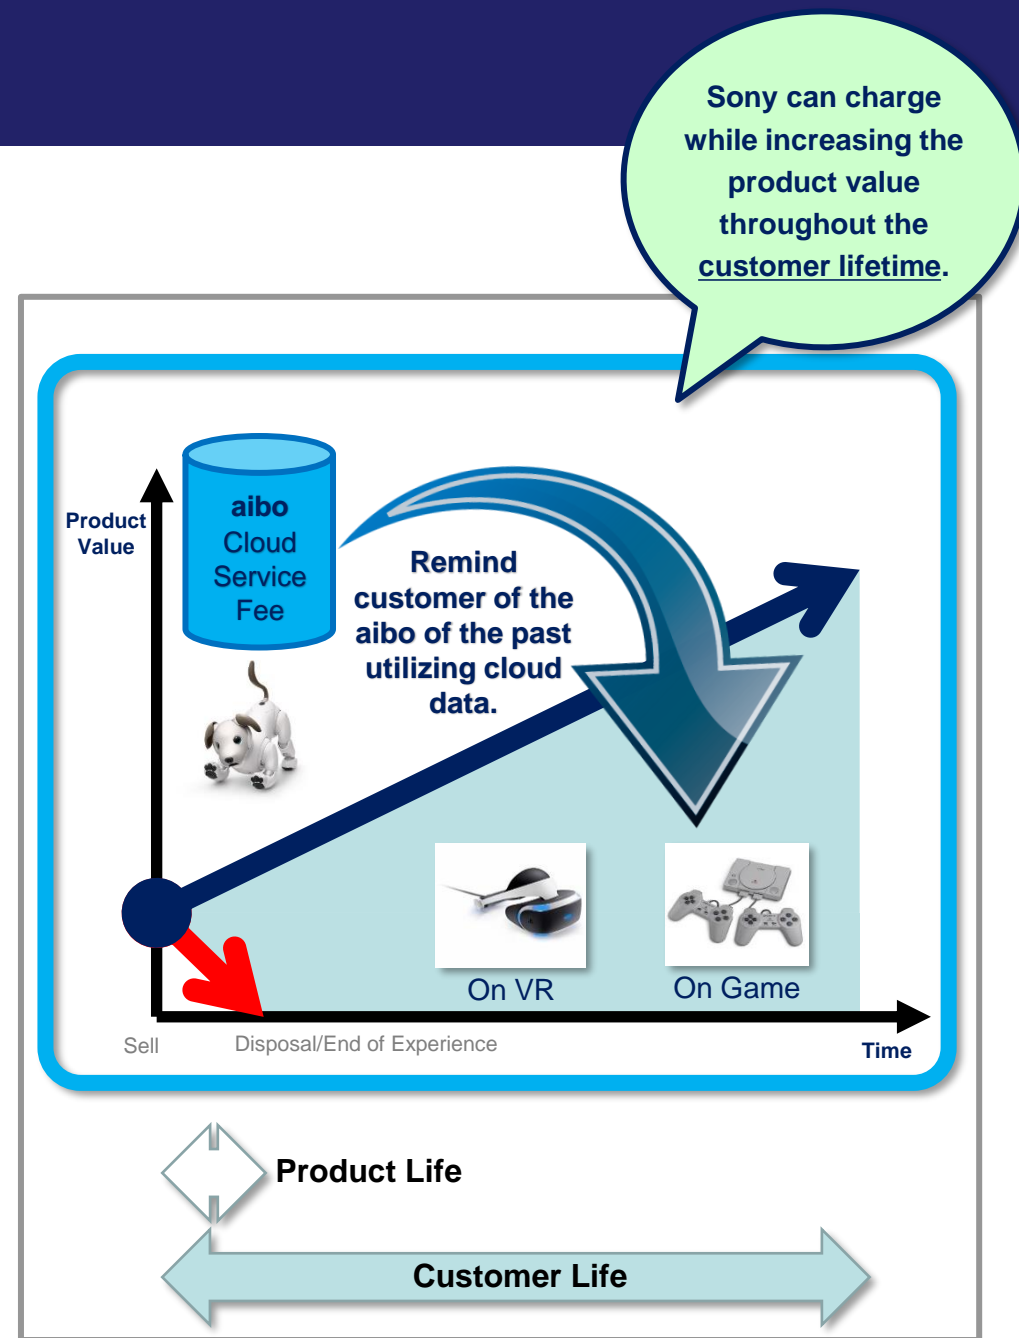 Sony can charge
while increasing the
product value
throughout the
customer lifetime.
Product
Value
aibo
Cloud
Service
Fee
Remind
customer of the
aibo of the past
utilizing cloud
data.
On VR
On Game
Sell
Disposal/End of Experience
Time
Product Life
Customer Life